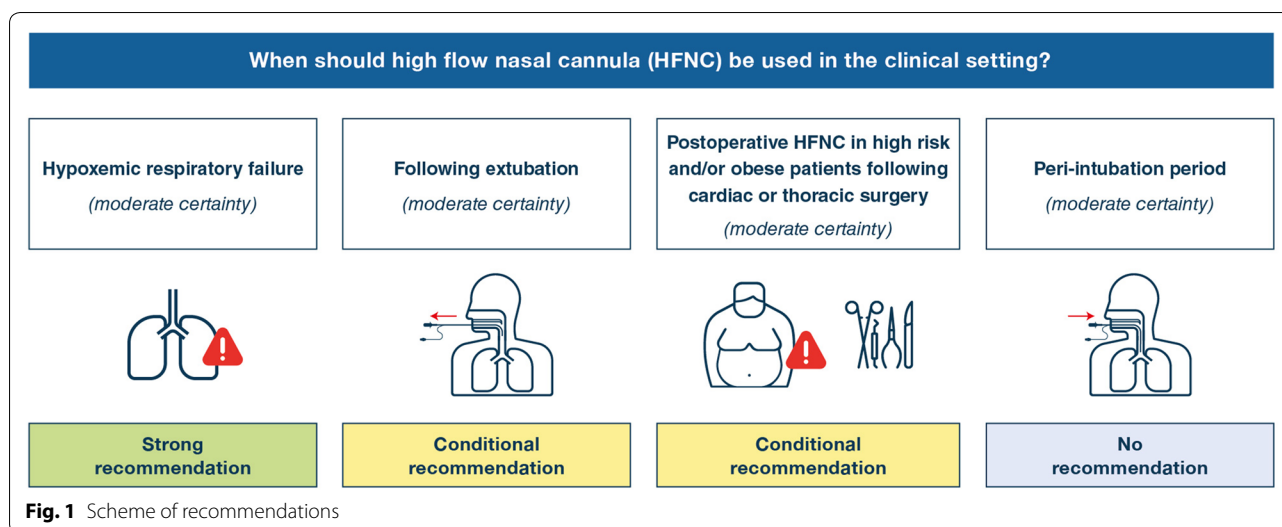 When should high flow nasal cannula (HFNC) be used in the clinical setting?
Hypoxemic respiratory failure
(moderate certainty)
Following extubation
(moderate certainty)
Postoperative HFNC in high risk
and/or obese patients following
cardiac or thoracic surgery
(moderate certainty)
Peri-intubation period
(moderate certainty)
Strong
recommendation
Conditional
recommendation
Conditional
recommendation
No
recommendation
Fig. 1 Scheme of recommendations